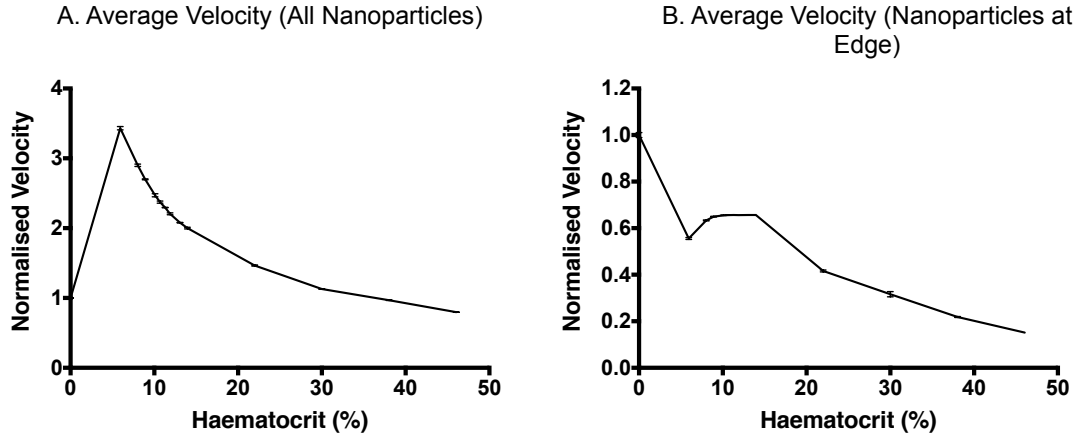 A. Average Velocity (All Nanoparticles)
4
3
2
1
0
Normalised Velocity
0 10 20 30 40 50
Haematocrit (%)
B. Average Velocity (Nanoparticles at
Edge)
1.2
1.0
0.8
0.6
0.4
0.2
0.0
Normalised Velocity
0 10 20 30 40 50
Haematocrit (%)